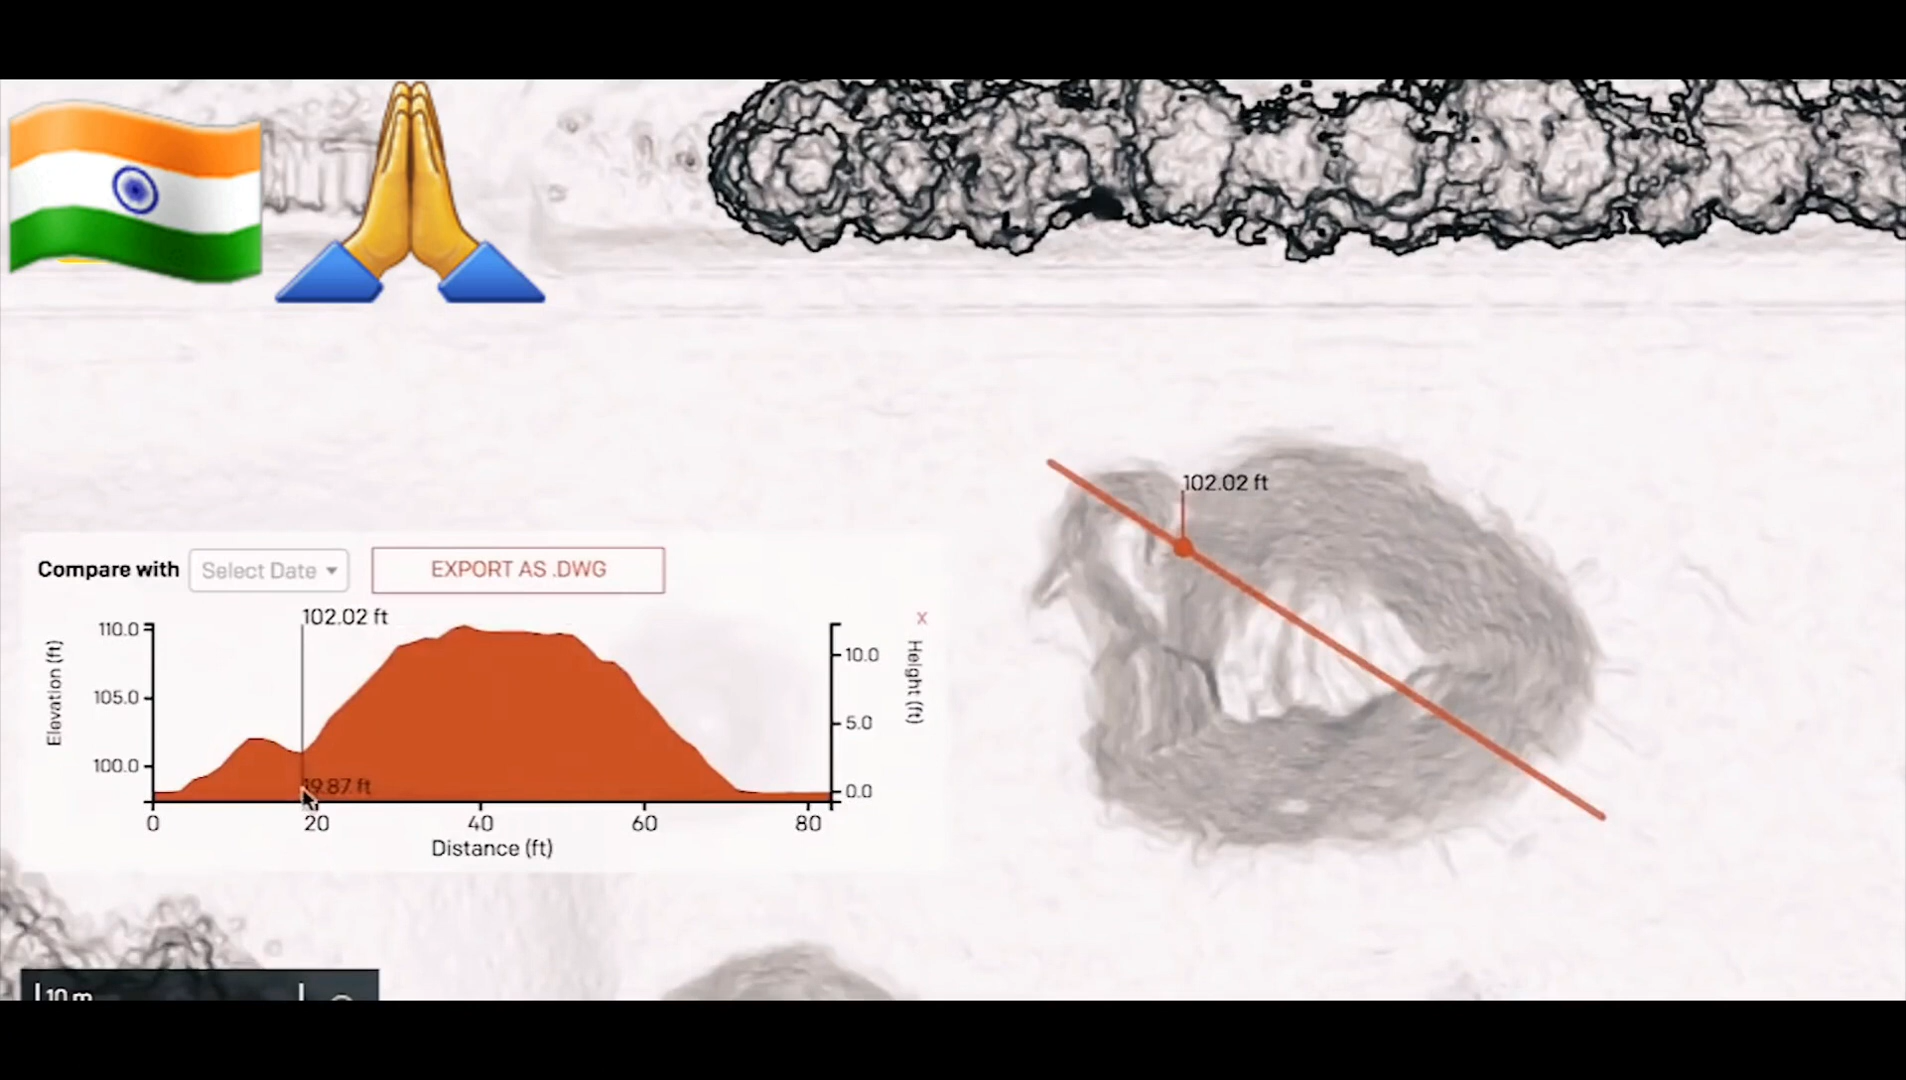 102.02 ft
Compare with
Select Date
EXPORT AS .DWG
102.02 ft
x
110.0
105.0
100.0
Elevation (ft)
10.0
5.0
0.0
Height (ft)
19.87 ft
0
20
40
60
80
Distance (ft)
10 m